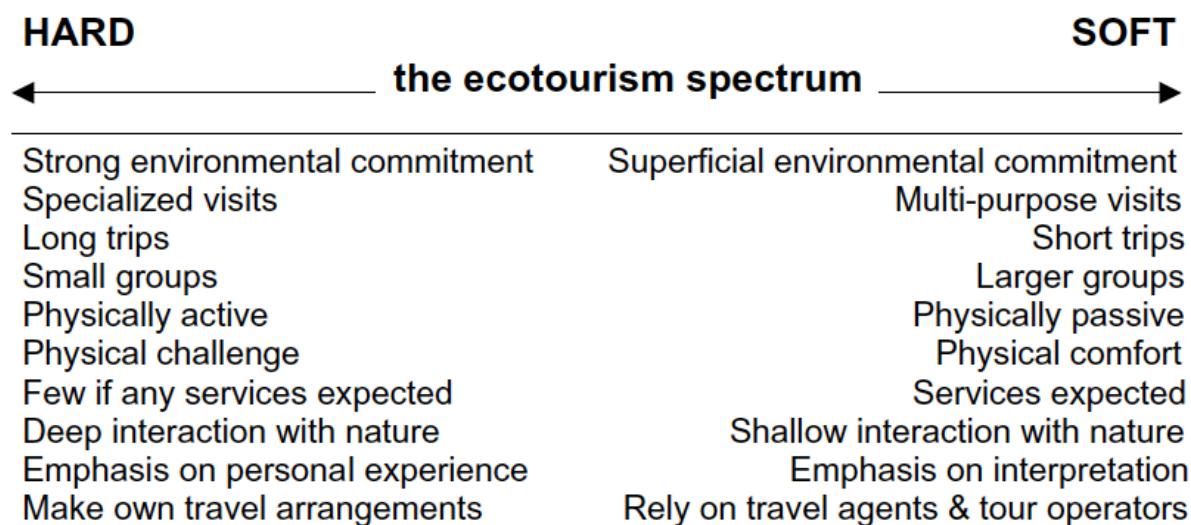 HARD SOFT
the ecotourism spectrum
Strong environmental commitment Superficial environmental commitment
Specialized visits Multi-purpose visits
Long trips Short trips
Small groups Larger groups
Physically active Physically passive
Physical challenge Physical comfort
Few if any services expected Services expected
Deep interaction with nature Shallow interaction with nature
Emphasis on personal experience Emphasis on interpretation
Make own travel arrangements Rely on travel agents & tour operators